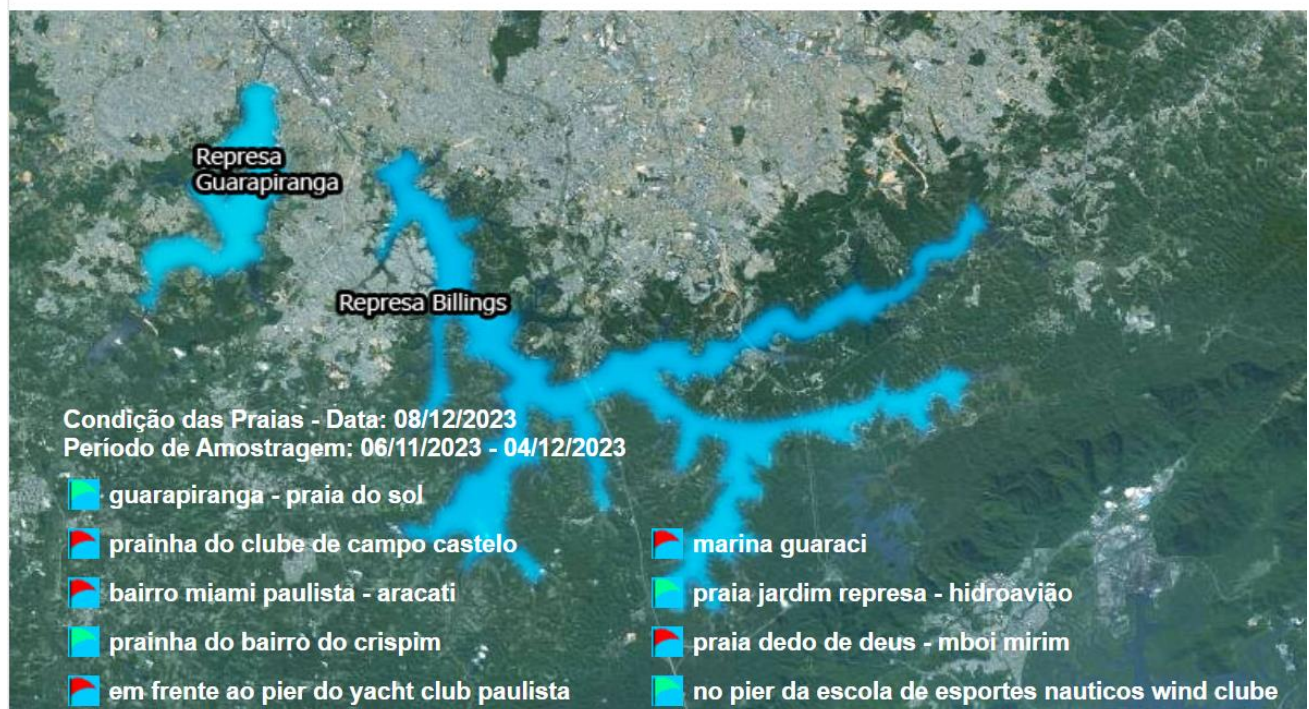 Represa
Guarapiranga
Represa Billings
Condição das Praias - Data: 08/12/2023
Período de Amostragem: 06/11/2023 - 04/12/2023
guarapiranga - praia do sol
prainha do clube de campo castelo
marina guaraci
bairro miami paulista - aracati
praia jardim represa - hidroavião
prainha do bairro do crispim
praia dedo de deus - mboi mirim
em frente ao pier do yacht club paulista
no pier da escola de esportes nauticos wind clube